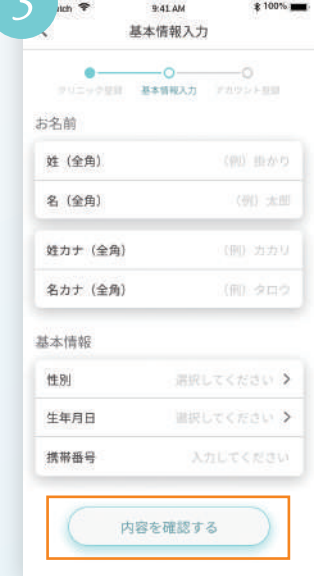 3
9:41 AM
100%
基本情報入力
クリニック登録 基本情報入力 アカウント登録
お名前
姓（全角） （例）掛かり
名（全角） （例）太郎
姓カナ（全角） （例）カカリ
名カナ（全角） （例）タロウ
基本情報
性別 選択してください
生年月日 選択してください
携帯番号 入力してください
内容を確認する